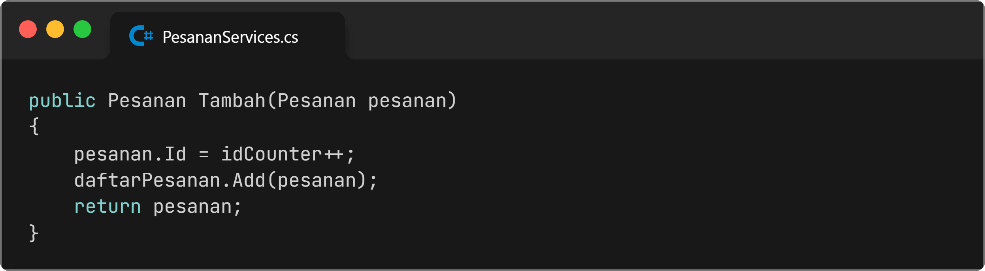 PesananServices.cs
public Pesanan Tambah(Pesanan pesanan)
{
    pesanan.Id = idCounter++;
    daftarPesanan.Add(pesanan);
    return pesanan;
}